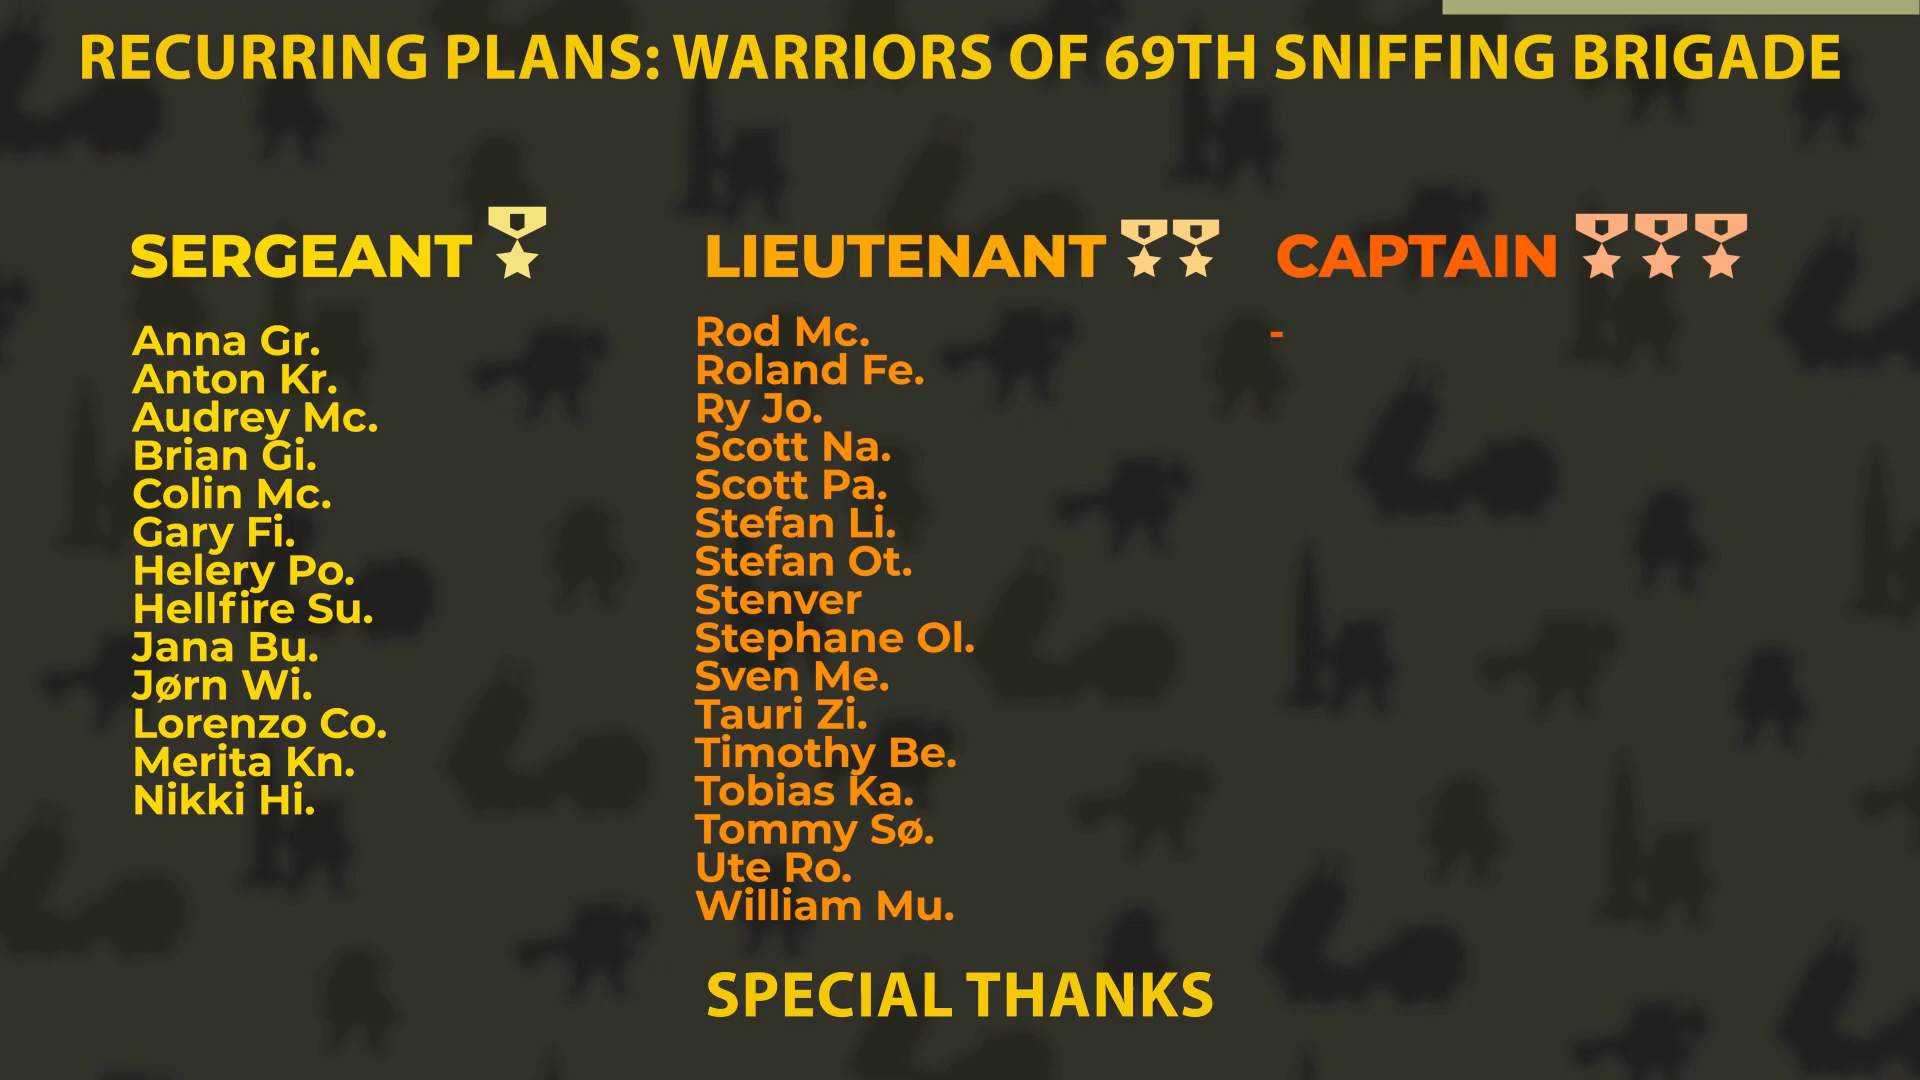 RECURRING PLANS: WARRIORS OF 69TH SNIFFING BRIGADE
SERGEANT
Anna Gr.
Anton Kr.
Audrey Mc.
Brian Gi.
Colin Mc.
Gary Fi.
Helery Po.
Hellfire Su.
Jana Bu.
Jørn Wi.
Lorenzo Co.
Merita Kn.
Nikki Hi.
LIEUTENANT
Rod Mc.
Roland Fe.
Ry Jo.
Scott Na.
Scott Pa.
Stefan Li.
Stefan Ot.
Stenver
Stephane Ol.
Sven Me.
Tauri Zi.
Timothy Be.
Tobias Ka.
Tommy Sø.
Ute Ro.
William Mu.
CAPTAIN
-
SPECIAL THANKS